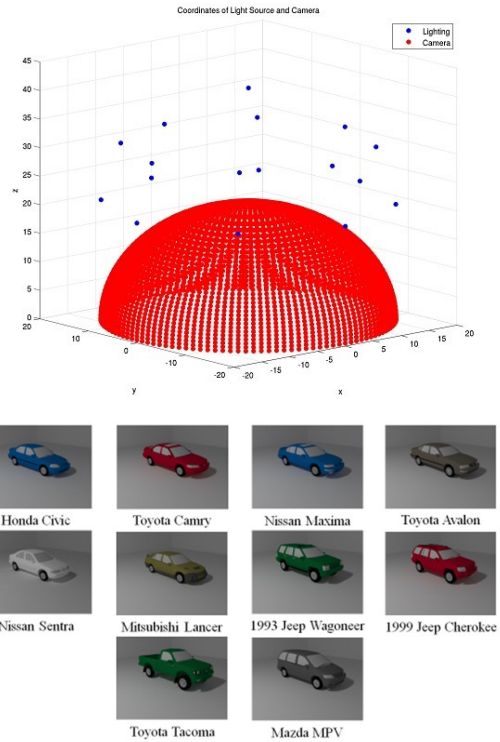 Coordinates of Light Source and Camera
Lighting
Camera
45
40
35
30
25
20
15
10
5
0
z
20
10
0
-10
-20
y
-20
-15
-10
-5
0
5
10
15
20
x
Honda Civic
Toyota Camry
Nissan Maxima
Toyota Avalon
Nissan Sentra
Mitsubishi Lancer
1993 Jeep Wagoneer
1999 Jeep Cherokee
Toyota Tacoma
Mazda MPV